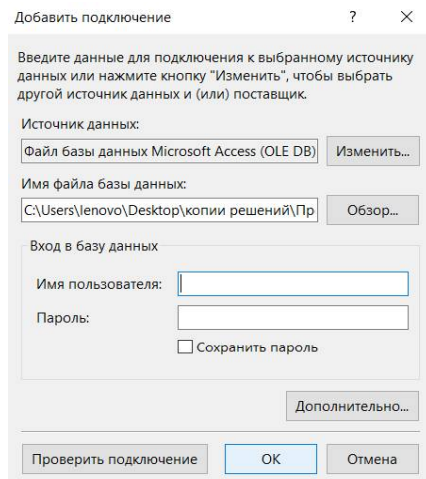 Добавить подключение ? ×
Введите данные для подключения к выбранному источнику
данных или нажмите кнопку "Изменить", чтобы выбрать
другой источник данных и (или) поставщик.
Источник данных:
Файл базы данных Microsoft Access (OLE DB) Изменить...
Имя файла базы данных:
C:\Users\lenovo\Desktop\копии решений\Пр Обзор...
Вход в базу данных
Имя пользователя:
Пароль:
Сохранить пароль
Дополнительно...
Проверить подключение ОК Отмена